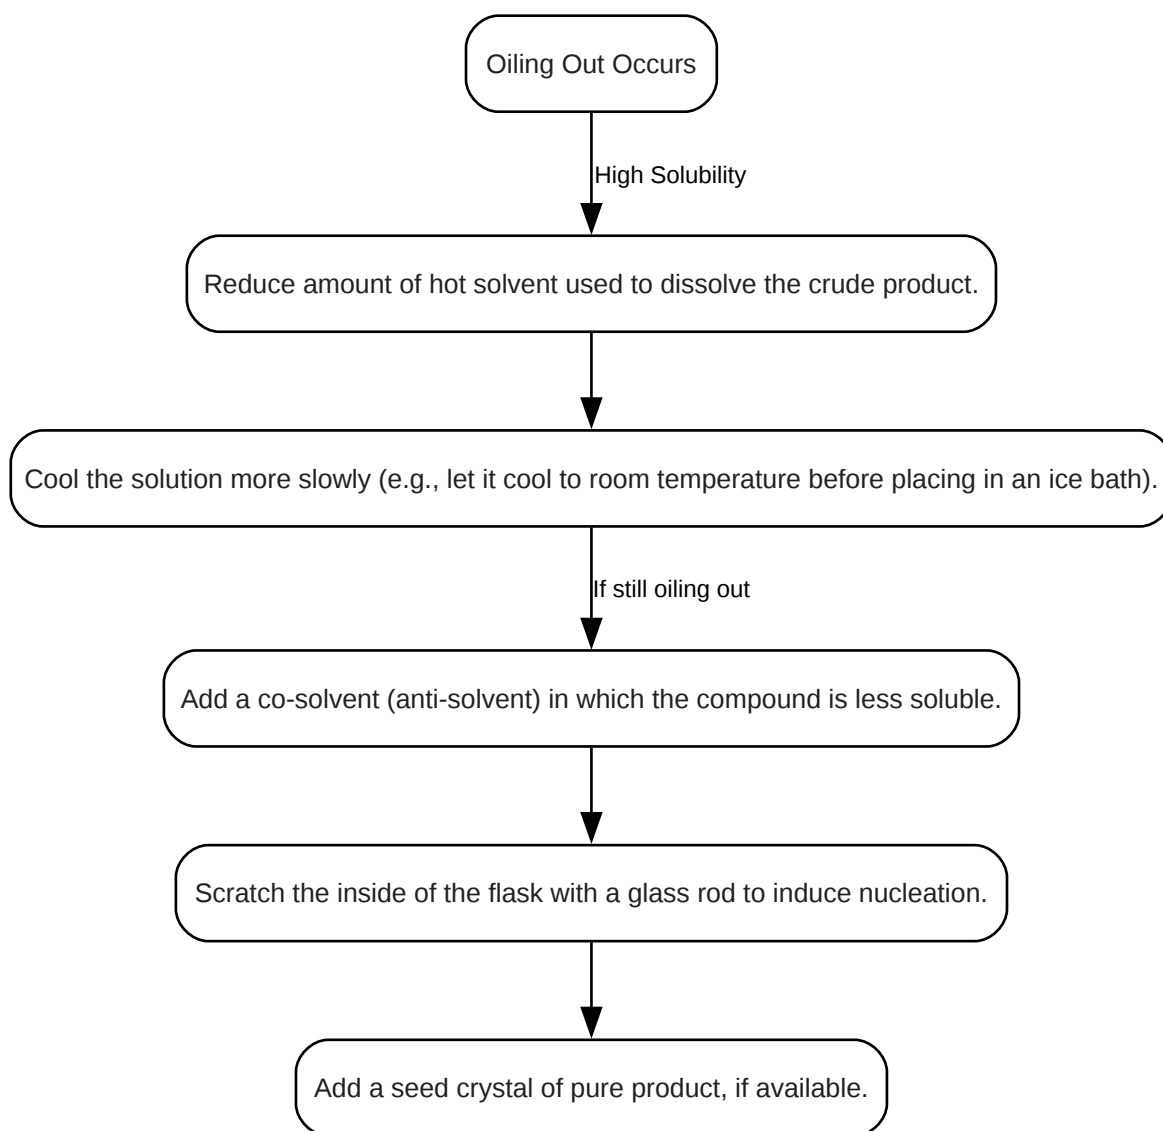 Oiling Out Occurs
High Solubility
Reduce amount of hot solvent used to dissolve the crude product.
Cool the solution more slowly (e.g., let it cool to room temperature before placing in an ice bath).
If still oiling out
Add a co-solvent (anti-solvent) in which the compound is less soluble.
Scratch the inside of the flask with a glass rod to induce nucleation.
Add a seed crystal of pure product, if available.